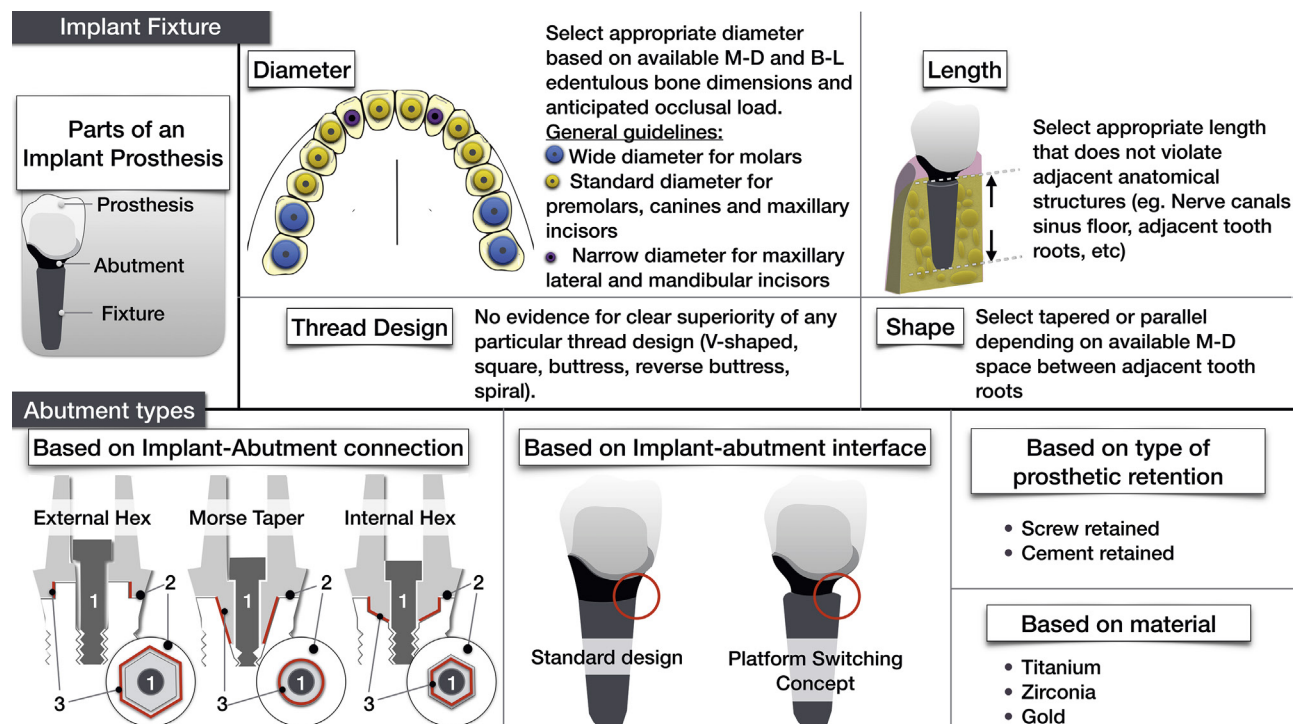 Implant Fixture
Parts of an
Implant Prosthesis
Prosthesis
Abutment
Fixture
Diameter
Select appropriate diameter
based on available M-D and B-L
edentulous bone dimensions and
anticipated occlusal load.
General guidelines:
Wide diameter for molars
Standard diameter for
premolars, canines and maxillary
incisors
Narrow diameter for maxillary
lateral and mandibular incisors
Length
Select appropriate length
that does not violate
adjacent anatomical
structures (eg. Nerve canals
sinus floor, adjacent tooth
roots, etc)
Thread Design
No evidence for clear superiority of any
particular thread design (V-shaped,
square, buttress, reverse buttress,
spiral).
Shape
Select tapered or parallel
depending on available M-D
space between adjacent tooth
roots
Abutment types
Based on Implant-Abutment connection
External Hex
1
2
3
1
Morse Taper
1
2
3
1
Internal Hex
1
2
3
1
Based on Implant-abutment interface
Standard design
Platform Switching
Concept
Based on type of
prosthetic retention
• Screw retained
• Cement retained
Based on material
• Titanium
• Zirconia
• Gold